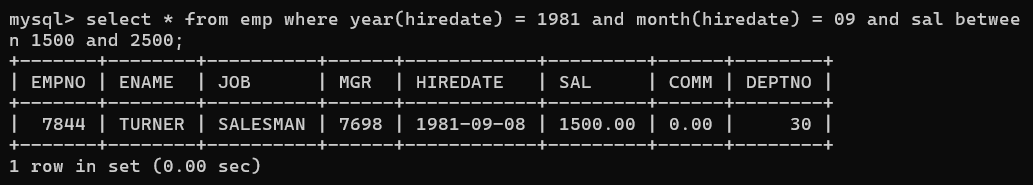 mysql> select * from emp where year(hiredate) = 1981 and month(hiredate) = 09 and sal betwee
n 1500 and 2500;
+-------+--------+----------+------+------------+---------+------+--------+
| EMPNO | ENAME  | JOB      | MGR  | HIREDATE   | SAL     | COMM | DEPTNO |
+-------+--------+----------+------+------------+---------+------+--------+
|  7844 | TURNER | SALESMAN | 7698 | 1981-09-08 | 1500.00 | 0.00 |     30 |
+-------+--------+----------+------+------------+---------+------+--------+
1 row in set (0.00 sec)